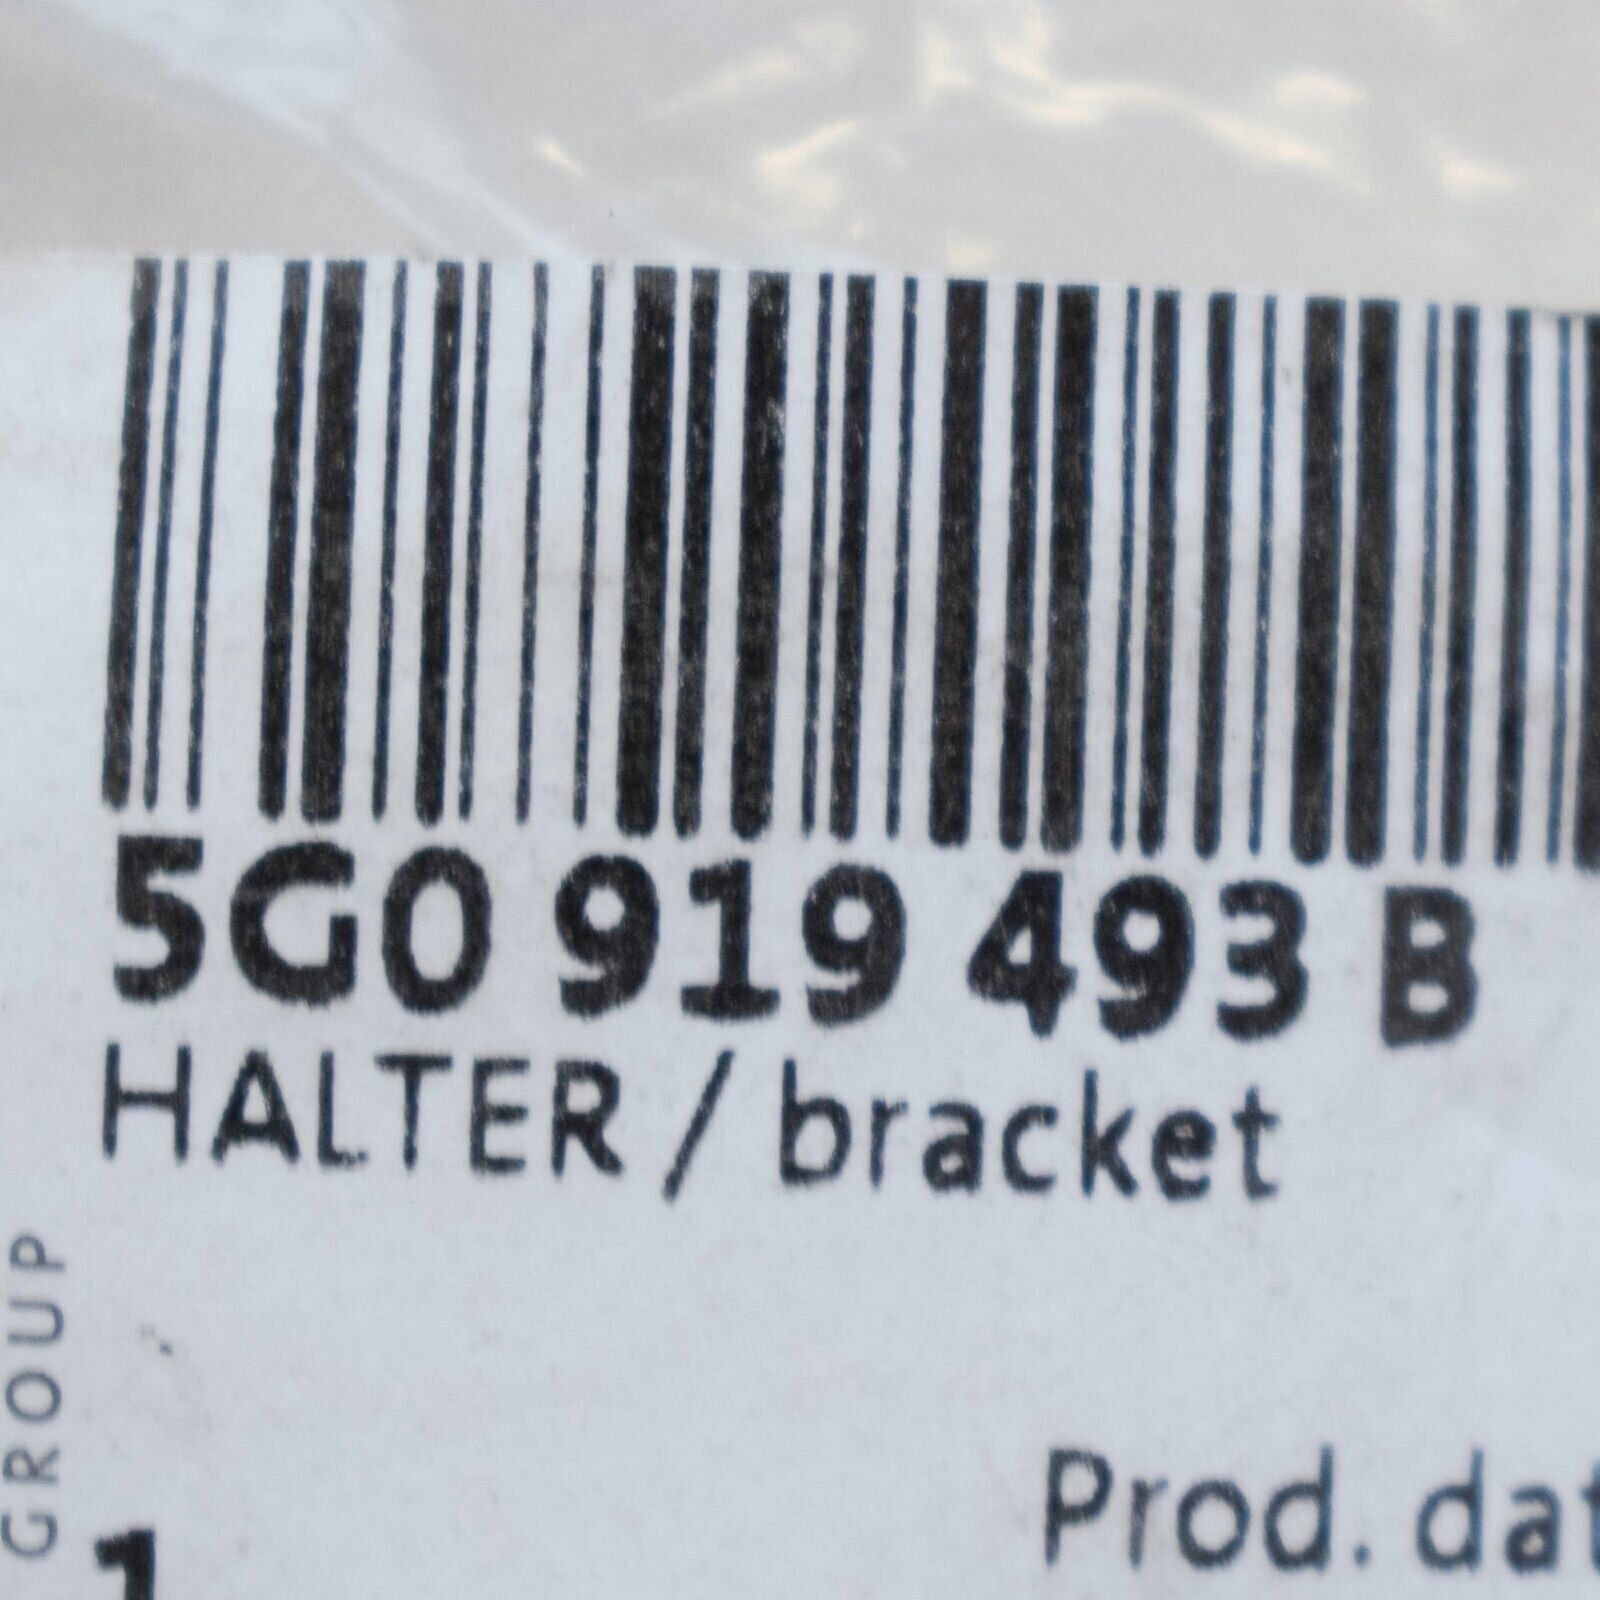 5G0 919 493 B
HALTER / bracket
GROUP
Prod. dat
1